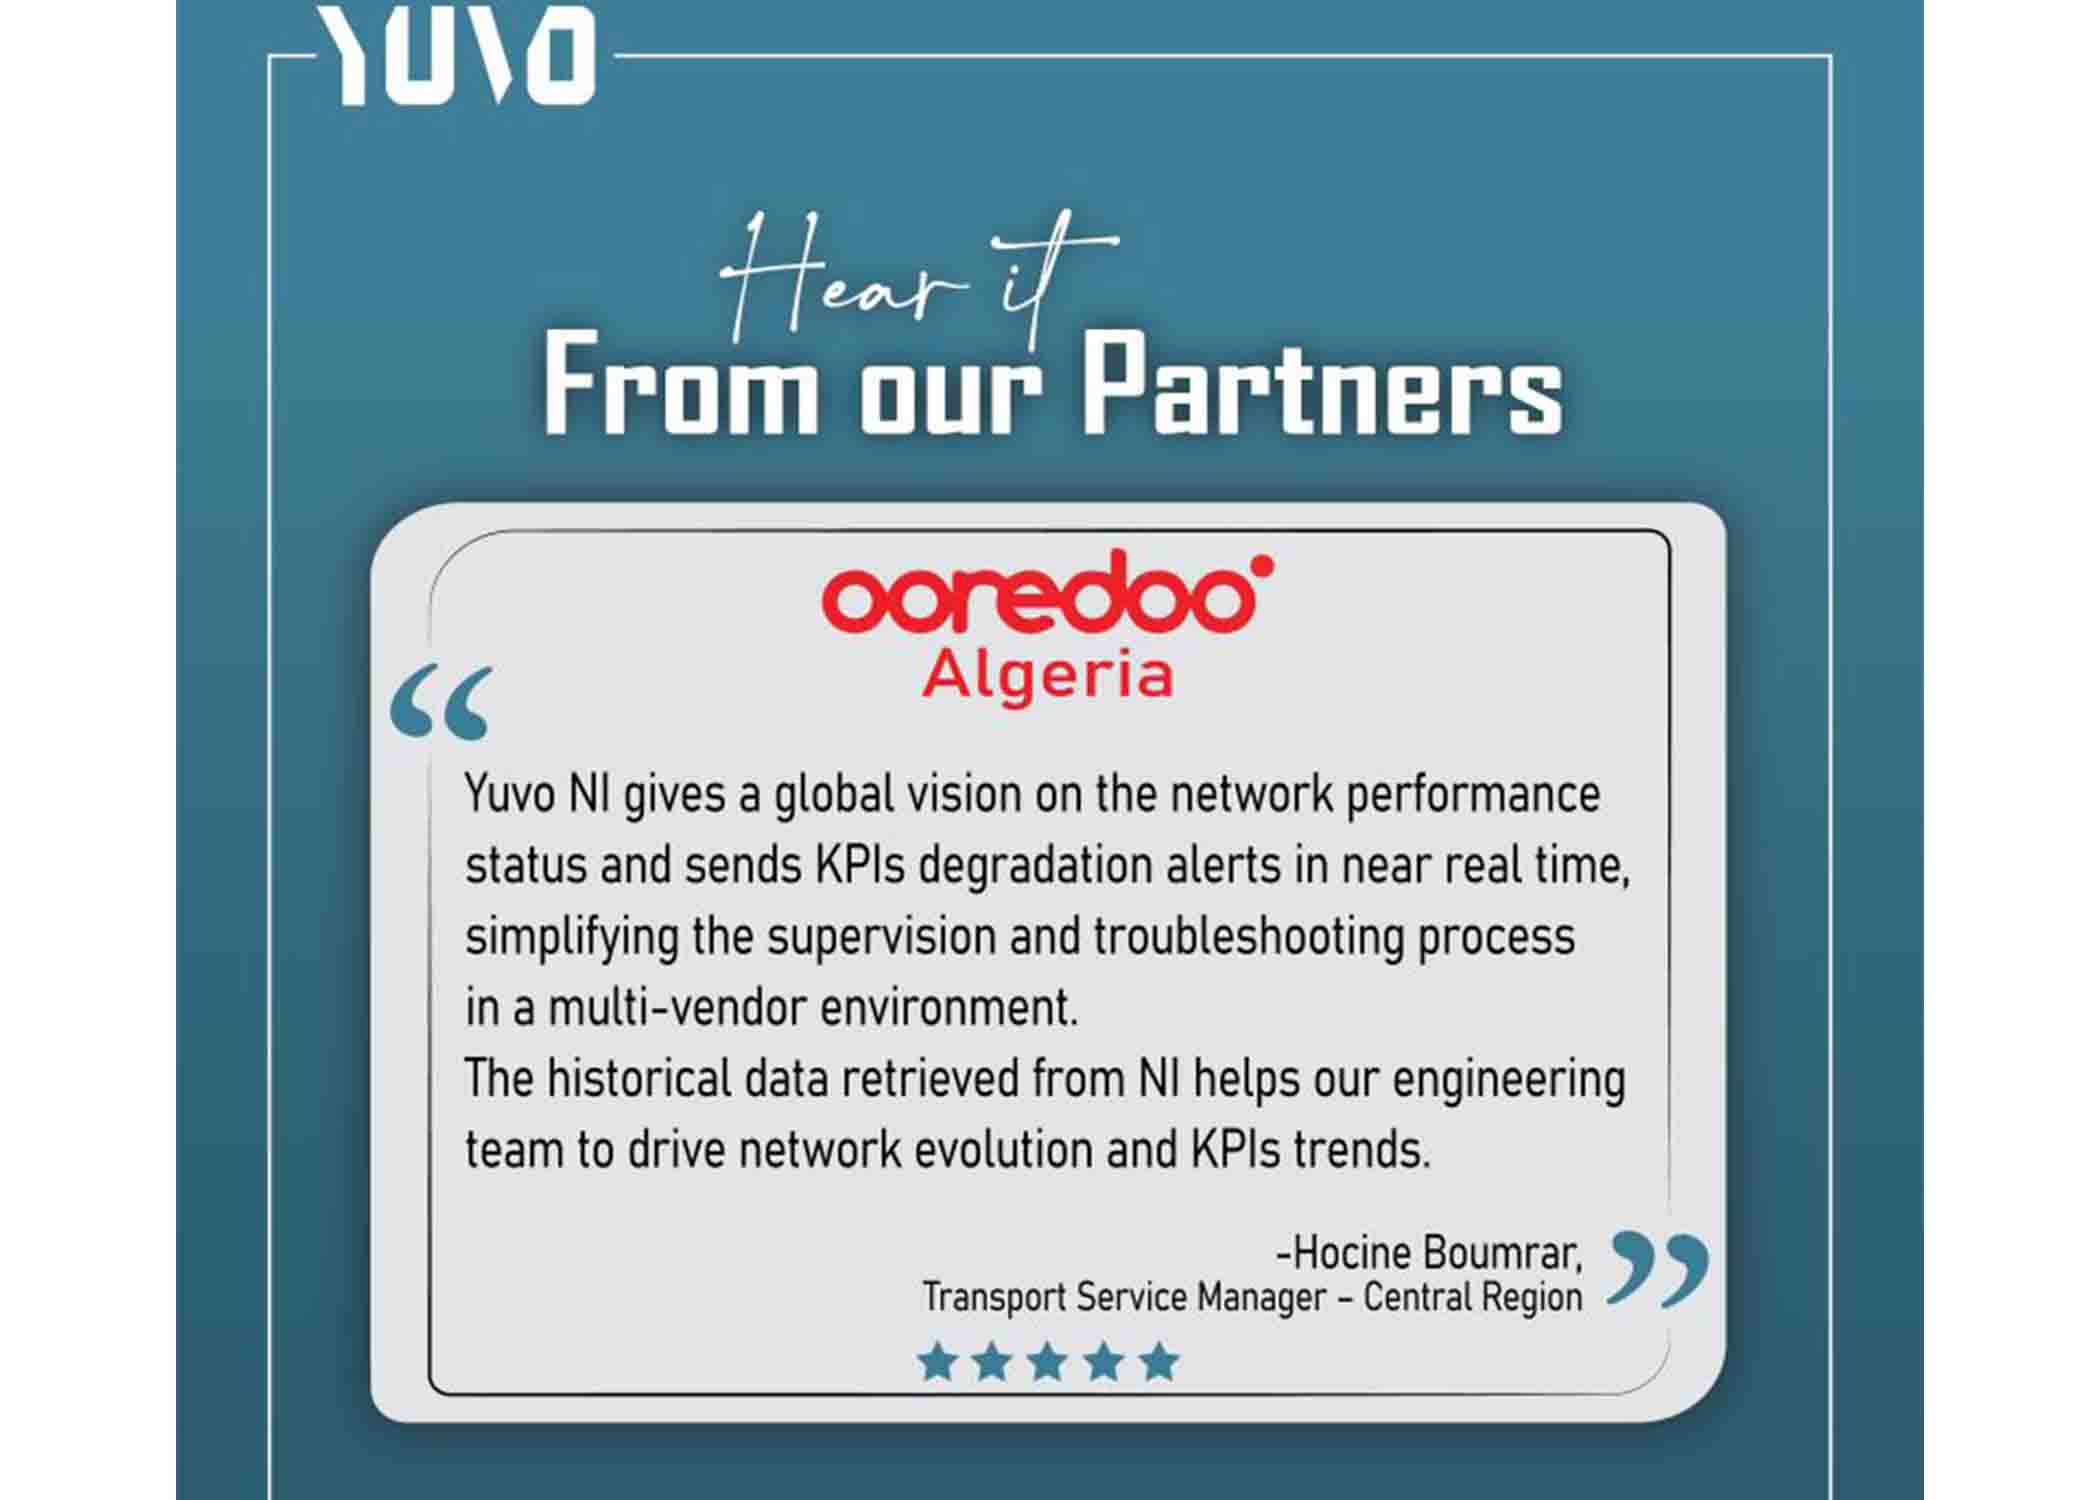 YUVO
Hear it
From our Partners
ooredoo
Algeria
“
Yuvo NI gives a global vision on the network performance
status and sends KPIs degradation alerts in near real time,
simplifying the supervision and troubleshooting process
in a multi-vendor environment.
The historical data retrieved from NI helps our engineering
team to drive network evolution and KPIs trends.
-Hocine Boumrar,
Transport Service Manager – Central Region
”